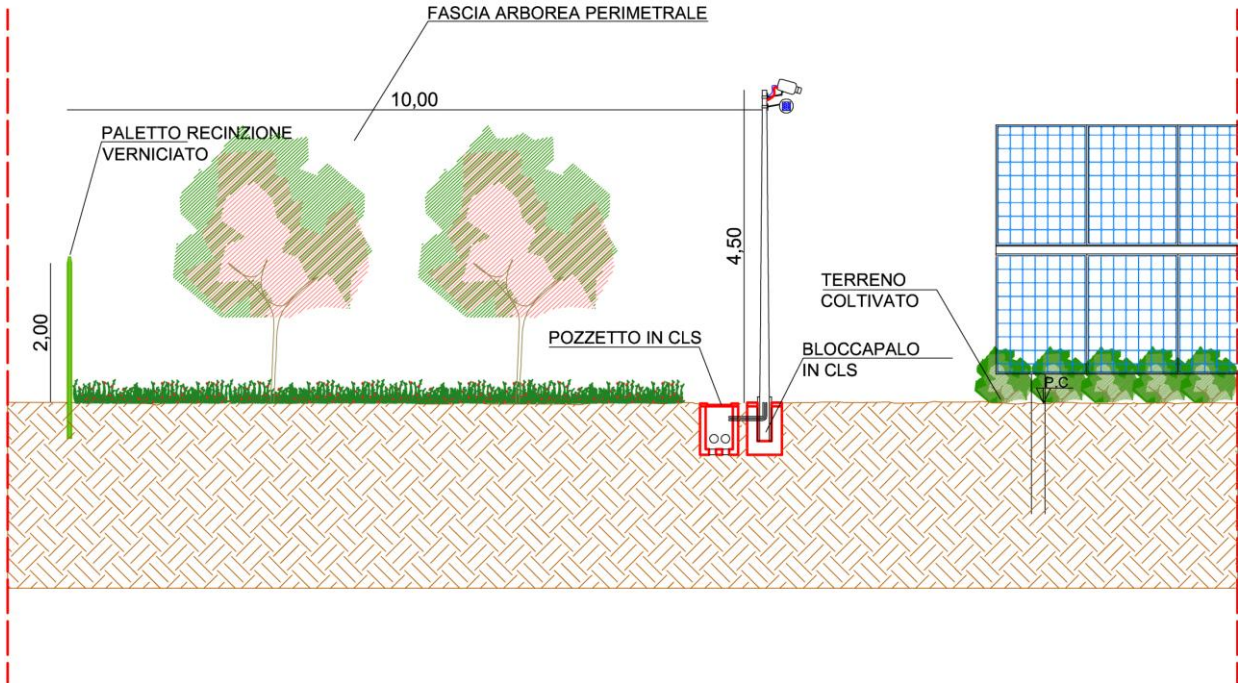 FASCIA ARBOREA PERIMETRALE
10,00
PALETTO RECINZIONE
VERNICIATO
4,50
2,00
TERRENO
COLTIVATO
POZZETTO IN CLS
BLOCCAPALO
IN CLS
P.C